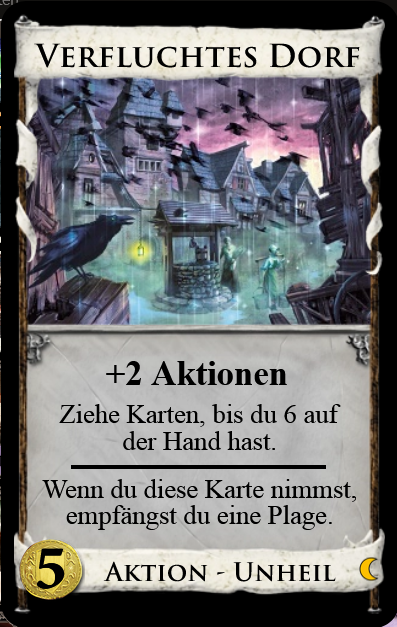 VERFLUCHTES DORF
+2 Aktionen
Ziehe Karten, bis du 6 auf
der Hand hast.
Wenn du diese Karte nimmst,
empfängst du eine Plage.
5
AKTION - UNHEIL